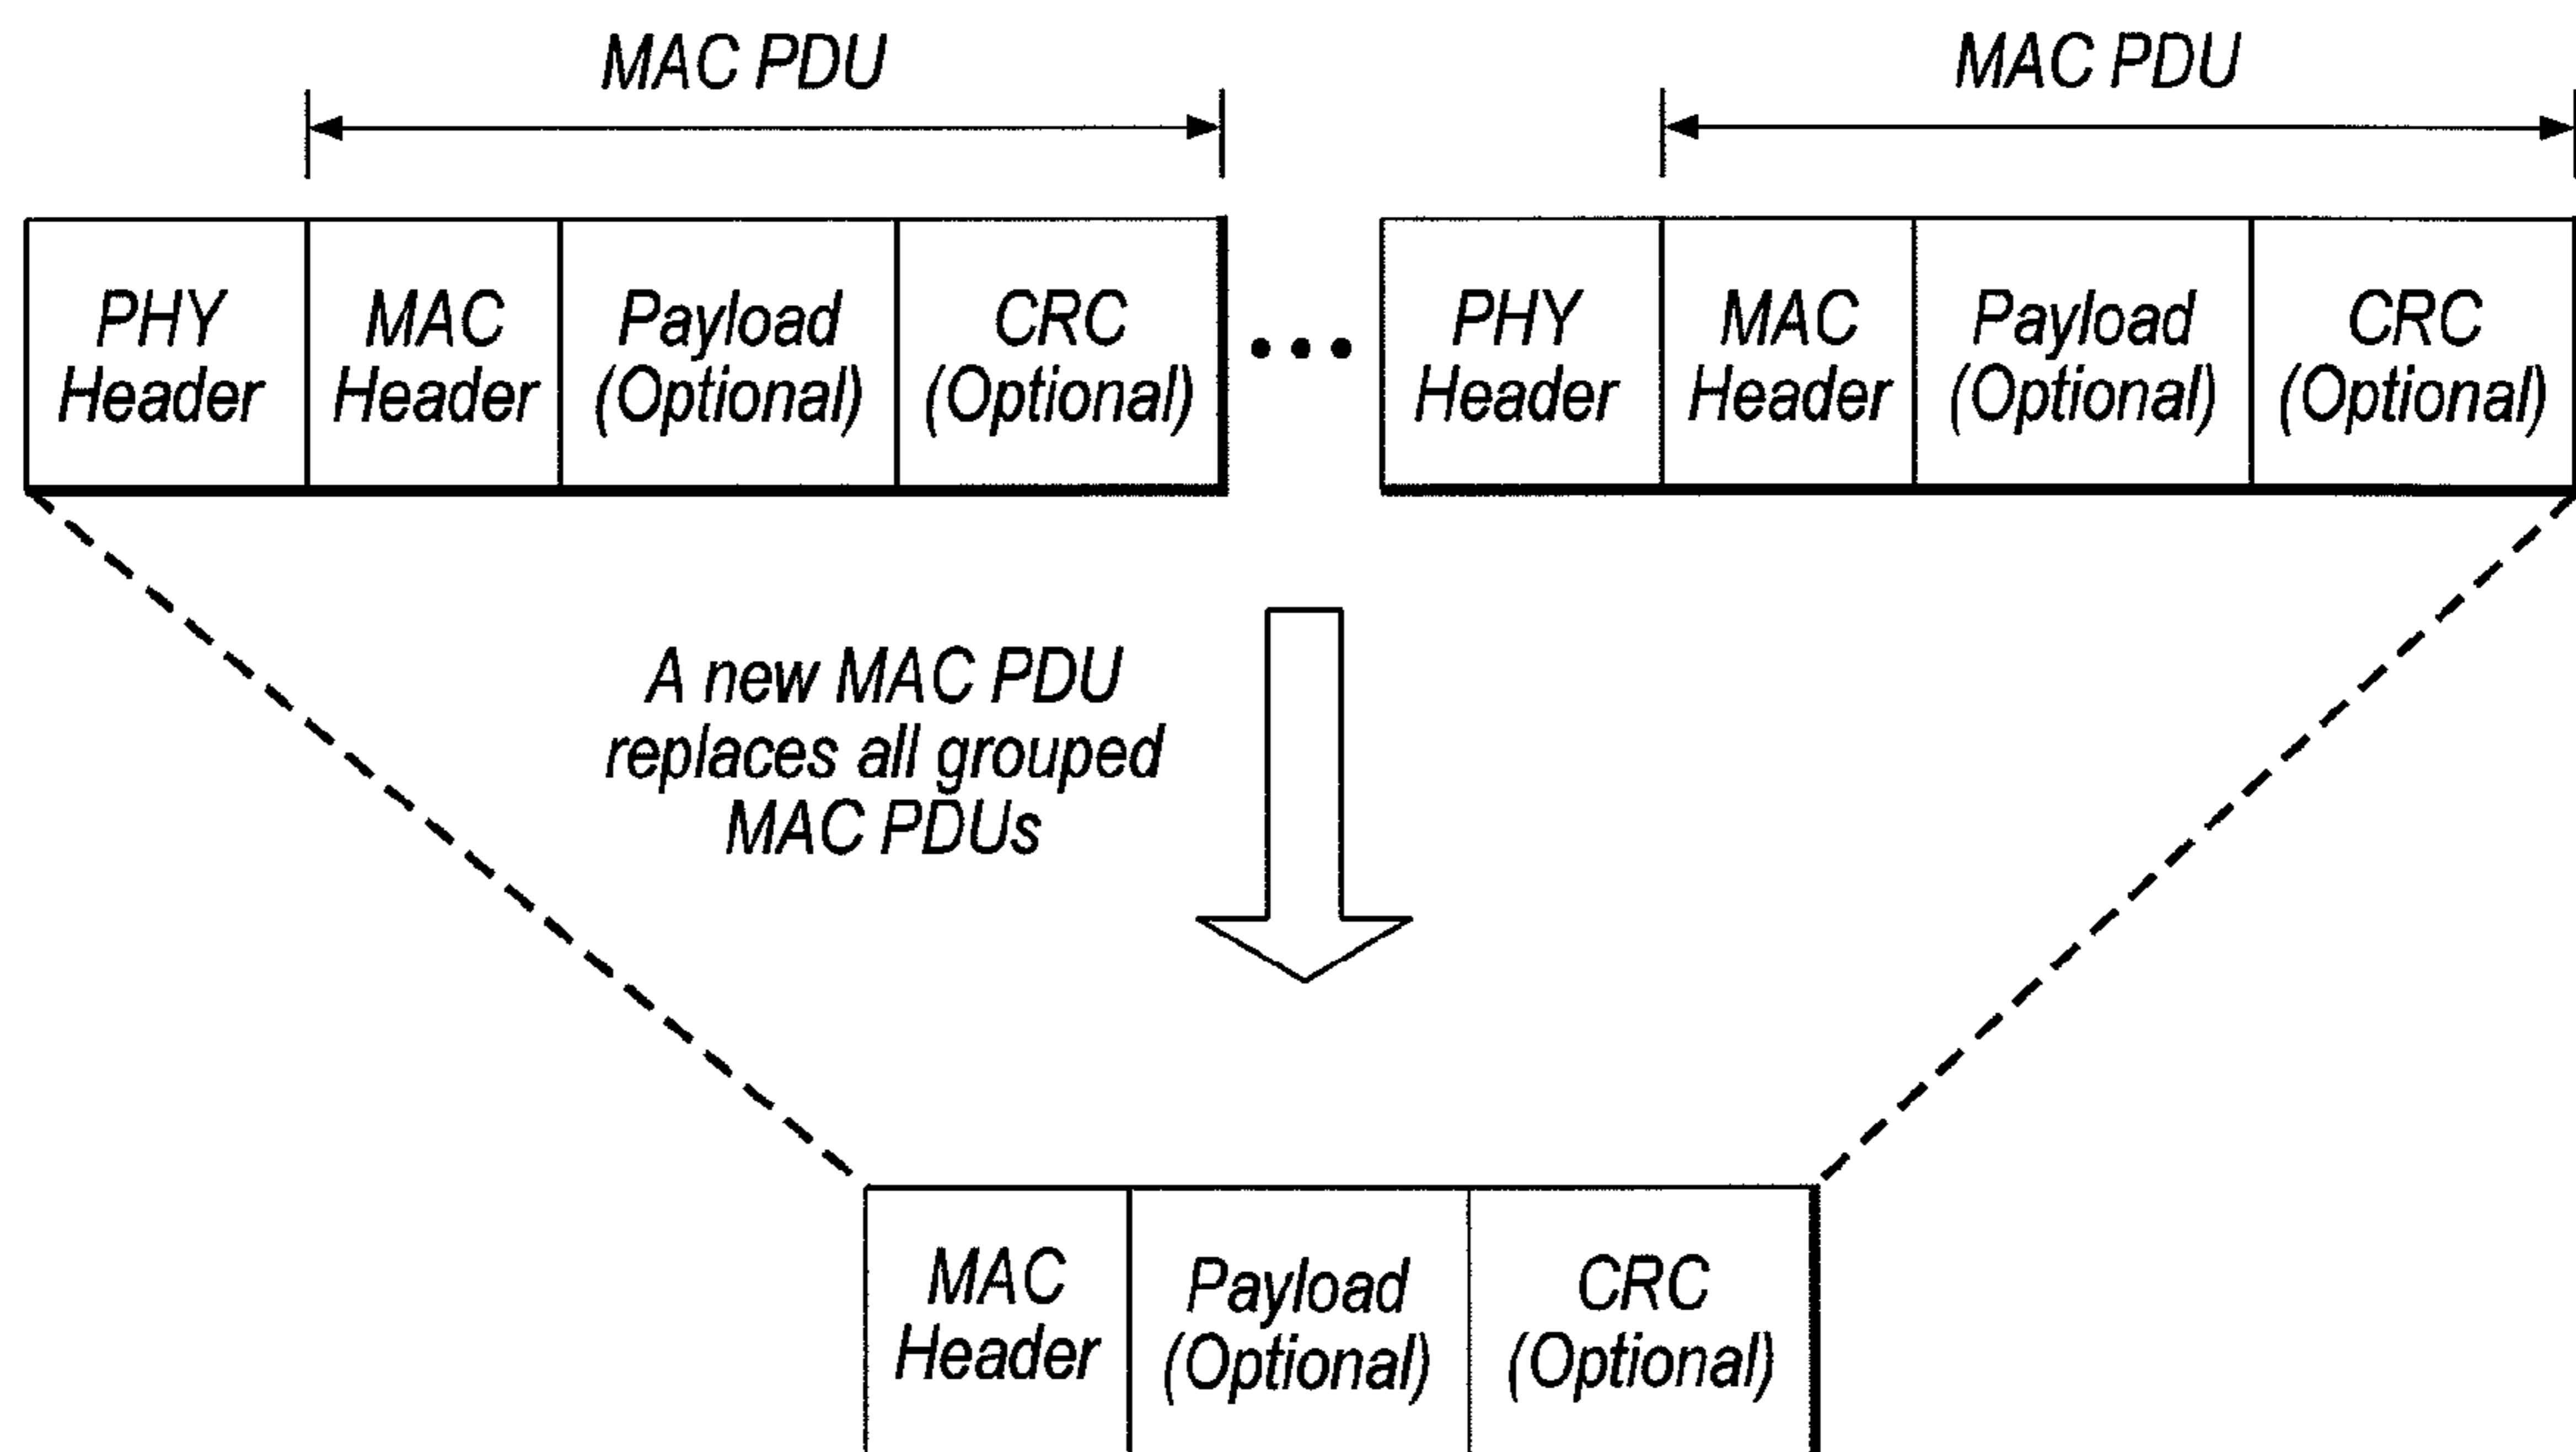 MAC PDU
MAC PDU
PHY Header
MAC Header
Payload (Optional)
CRC (Optional)
PHY Header
MAC Header
Payload (Optional)
CRC (Optional)
A new MAC PDU
replaces all grouped
MAC PDUs
MAC Header
Payload (Optional)
CRC (Optional)